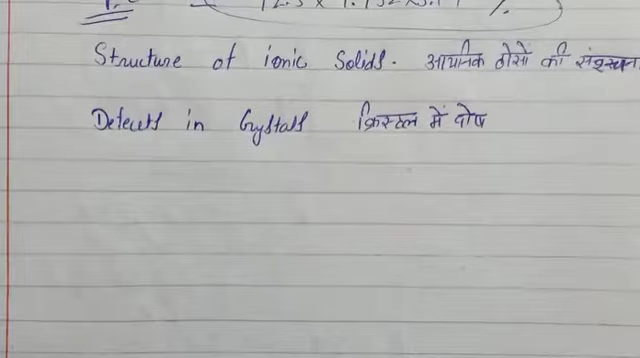 Structure of ionic Solids. आयनिक ठोसों की संरचना
Defects in Crystals क्रिस्टल में दोष